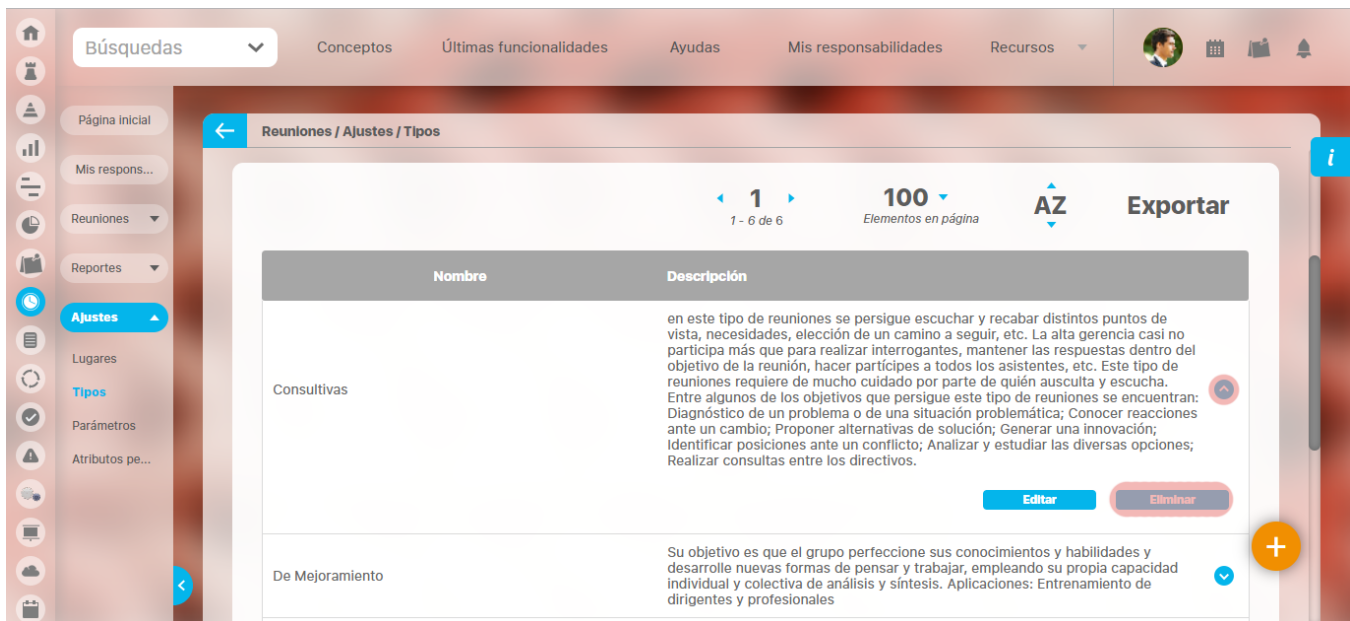 Búsquedas
Conceptos
Últimas funcionalidades
Ayudas
Mis responsabilidades
Recursos
Página inicial
Mis respons...
Reuniones
Reportes
Ajustes
Lugares
Tipos
Parámetros
Atributos pe...
Reuniones / Ajustes / Tipos
i
1
1 - 6 de 6
100
Elementos en página
AZ
Exportar
Nombre
Descripción
Consultivas
en este tipo de reuniones se persigue escuchar y recabar distintos puntos de
vista, necesidades, elección de un camino a seguir, etc. La alta gerencia casi no
participa más que para realizar interrogantes, mantener las respuestas dentro del
objetivo de la reunión, hacer partícipes a todos los asistentes, etc. Este tipo de
reuniones requiere de mucho cuidado por parte de quién ausculta y escucha.
Entre algunos de los objetivos que persigue este tipo de reuniones se encuentran:
Diagnóstico de un problema o de una situación problemática; Conocer reacciones
ante un cambio; Proponer alternativas de solución; Generar una innovación;
Identificar posiciones ante un conflicto; Analizar y estudiar las diversas opciones;
Realizar consultas entre los directivos.
Editar
Eliminar
De Mejoramiento
Su objetivo es que el grupo perfeccione sus conocimientos y habilidades y
desarrolle nuevas formas de pensar y trabajar, empleando su propia capacidad
individual y colectiva de análisis y síntesis. Aplicaciones: Entrenamiento de
dirigentes y profesionales
+